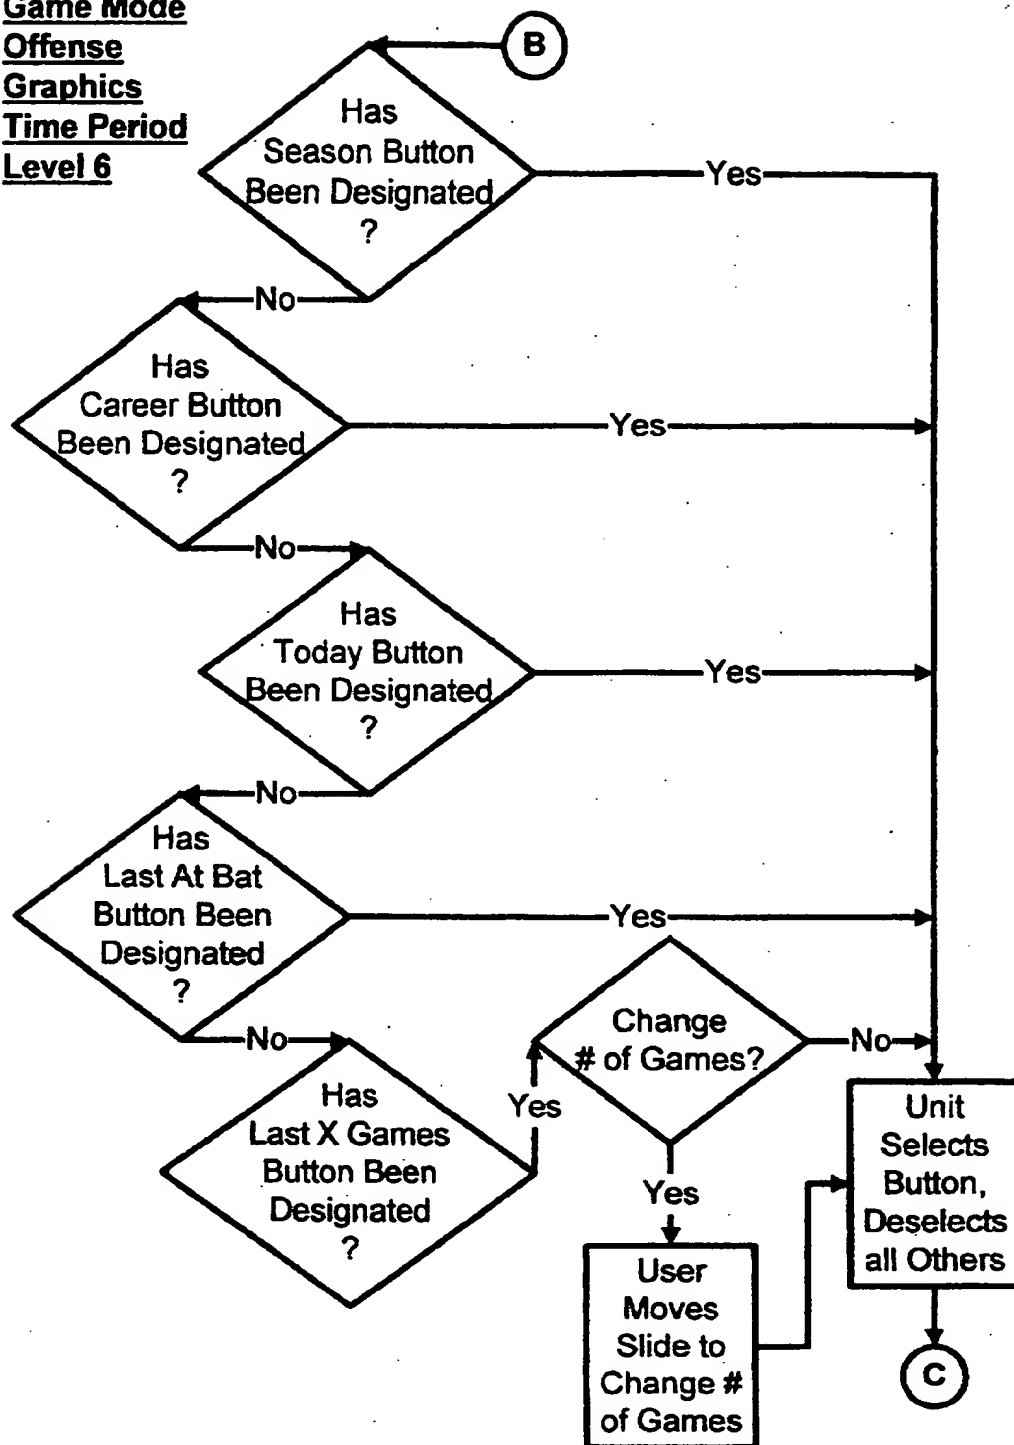 Game Mode
Offense
Graphics
Time Period
Level 6
B
Has
Season Button
Been Designated
?
Yes
No
Has
Career Button
Been Designated
?
Yes
No
Has
Today Button
Been Designated
?
Yes
No
Has
Last At Bat
Button Been
Designated
?
Yes
No
Has
Last X Games
Button Been
Designated
?
Yes
Change
# of Games?
No
Yes
User
Moves
Slide to
Change #
of Games
Unit
Selects
Button,
Deselects
all Others
C